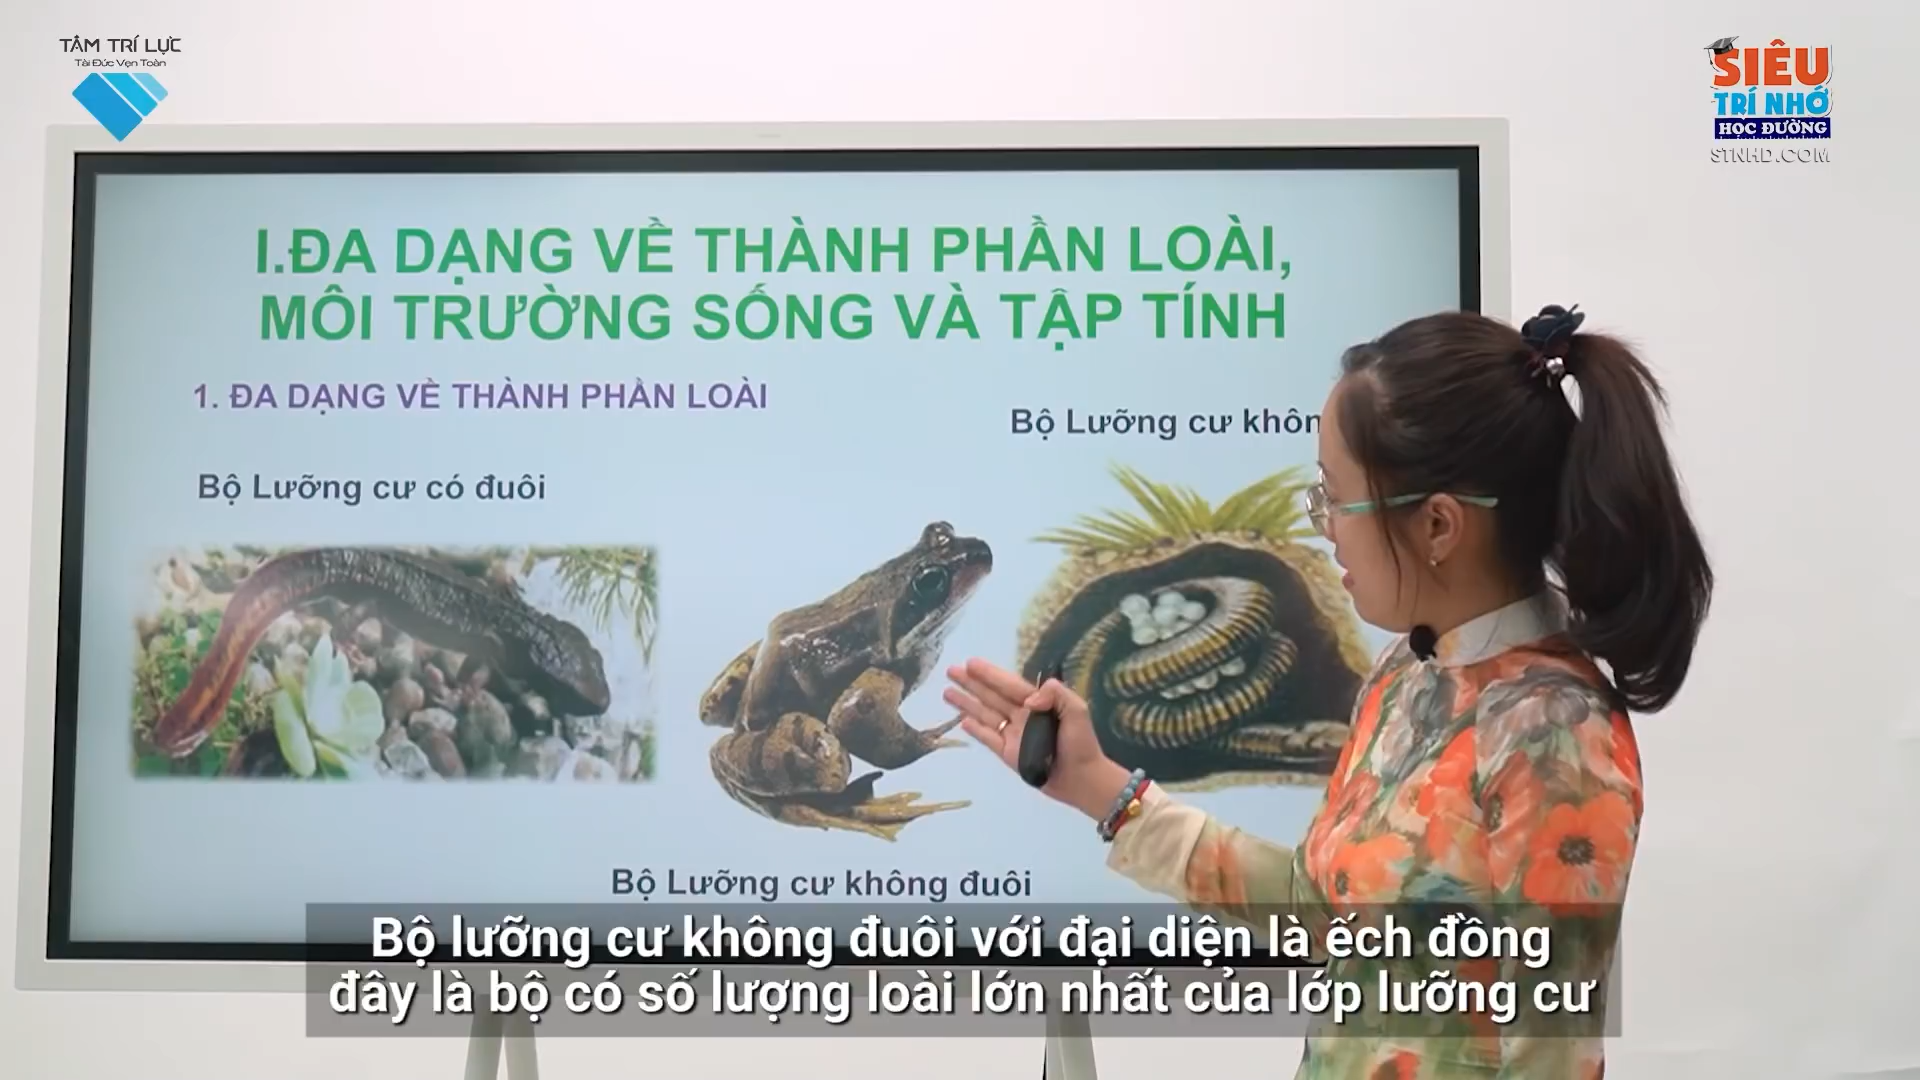 TÂM TRÍ LỰC
Tài Đức Vẹn Toàn
SIÊU
TRÍ NHỚ
HỌC ĐƯỜNG
STNHD.COM
I.ĐA DẠNG VỀ THÀNH PHẦN LOÀI,
MÔI TRƯỜNG SỐNG VÀ TẬP TÍNH
1. ĐA DẠNG VỀ THÀNH PHẦN LOÀI
Bộ Lưỡng cư khôn
Bộ Lưỡng cư có đuôi
Bộ Lưỡng cư không đuôi
Bộ lưỡng cư không đuôi với đại diện là ếch đồng
đây là bộ có số lượng loài lớn nhất của lớp lưỡng cư